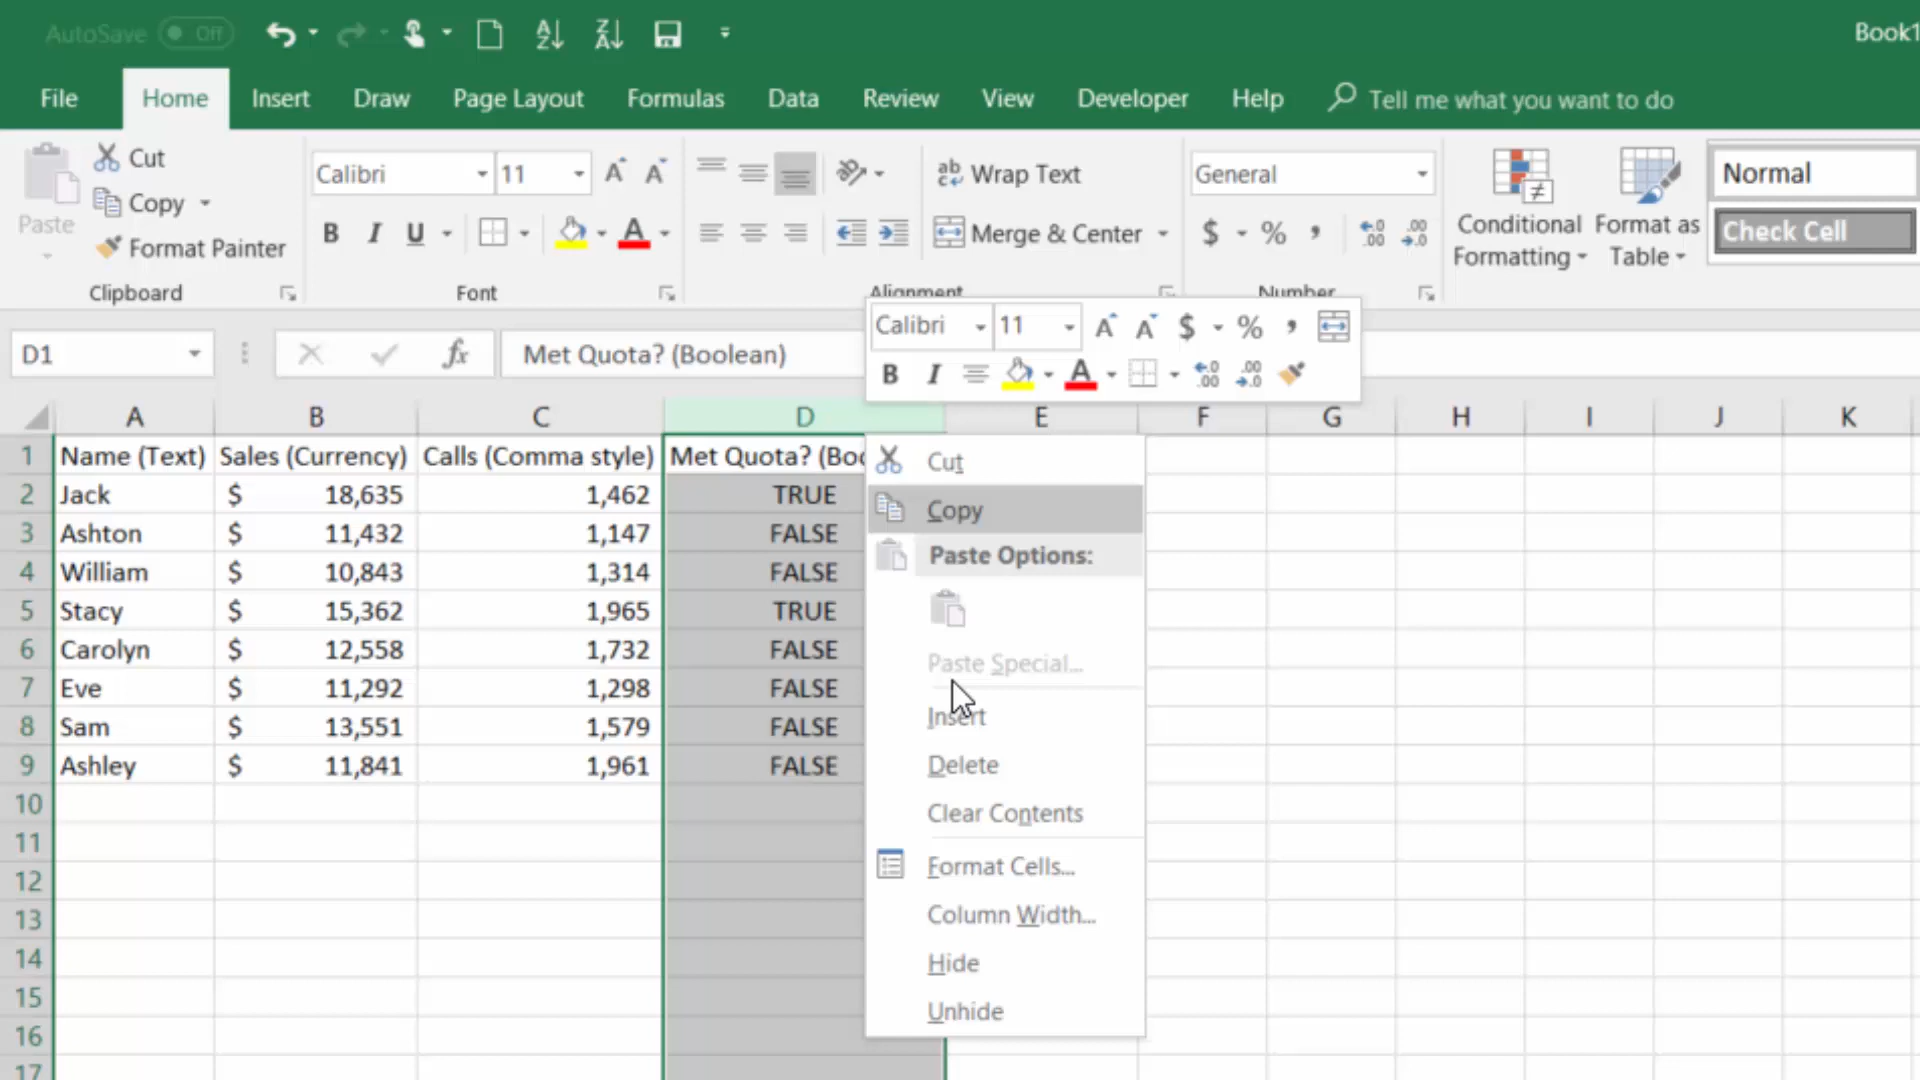 AutoSave Off
Book1
File Home Insert Draw Page Layout Formulas Data Review View Developer Help Tell me what you want to do
Paste
Cut
Copy
Format Painter
Clipboard
Calibri 11
B I U
Font
Wrap Text
Merge & Center
Alignment
General
$ % ,
Number
Conditional
Formatting
Format as
Table
Normal
Check Cell
Calibri 11 $ % ,
B I
D1 fx Met Quota? (Boolean)
A B C D E F G H I J K
1 Name (Text) Sales (Currency) Calls (Comma style) Met Quota? (Boo
2 Jack $ 18,635 1,462 TRUE
3 Ashton $ 11,432 1,147 FALSE
4 William $ 10,843 1,314 FALSE
5 Stacy $ 15,362 1,965 TRUE
6 Carolyn $ 12,558 1,732 FALSE
7 Eve $ 11,292 1,298 FALSE
8 Sam $ 13,551 1,579 FALSE
9 Ashley $ 11,841 1,961 FALSE
10
11
12
13
14
15
16
17
Cut
Copy
Paste Options:
Paste Special...
Insert
Delete
Clear Contents
Format Cells...
Column Width...
Hide
Unhide